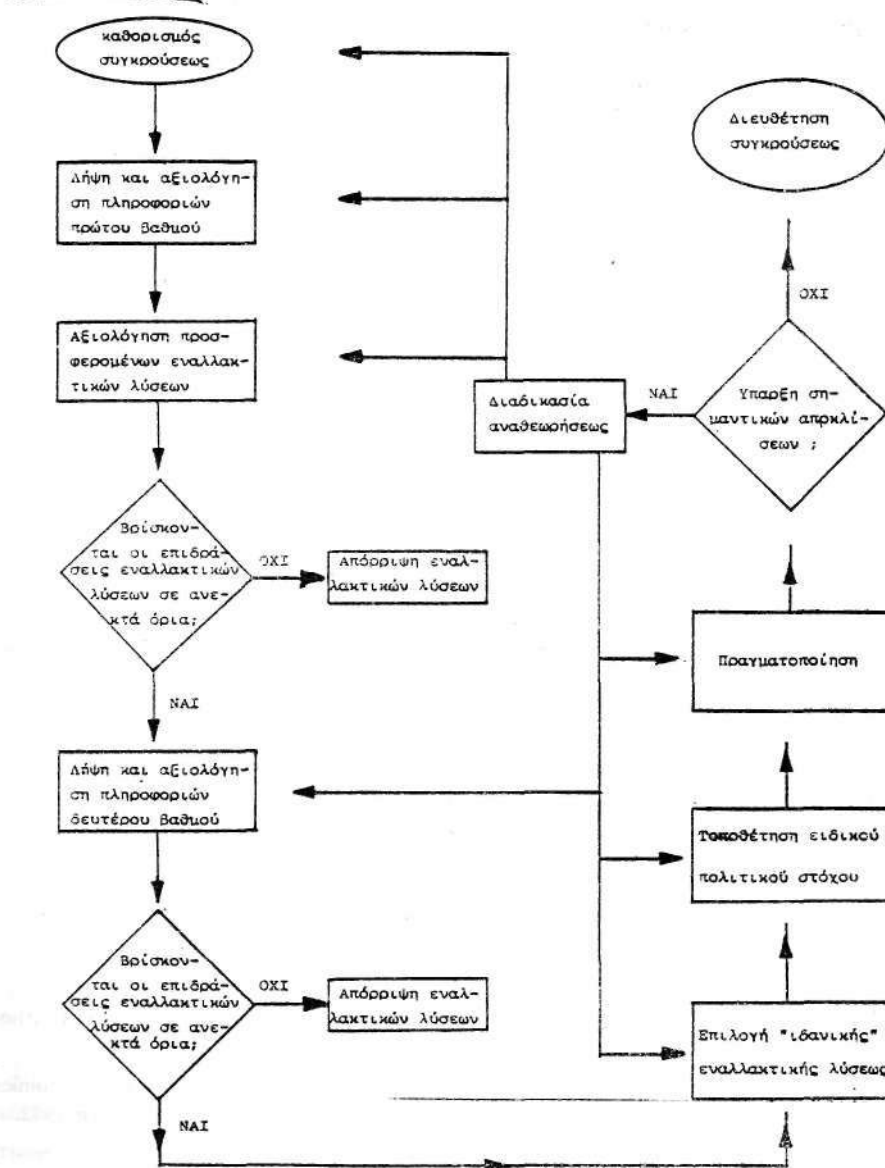 καθορισμός
συγκρούσεως
Λήψη και αξιολόγη-
ση πληροφοριών
πρώτου βαθμού
Αξιολόγηση προσ-
φερομένων εναλλακ-
τικών λύσεων
Βρίσκον-
ται οι επιδρά-
σεις εναλλακτικών
λύσεων σε ανε-
κτά όρια;
ΟΧΙ
Απόρριψη εναλ-
λακτικών λύσεων
ΝΑΙ
Λήψη και αξιολόγη-
ση πληροφοριών
δευτέρου βαθμού
Βρίσκον-
ται οι επιδρά-
σεις εναλλακτικών
λύσεων σε ανε-
κτά όρια;
ΟΧΙ
Απόρριψη εναλ-
λακτικών λύσεων
ΝΑΙ
Επιλογή "ιδανικής"
εναλλακτικής λύσεως
Τοποθέτηση ειδικού
πολιτικού στόχου
Πραγματοποίηση
Υπαρξη ση-
μαντικών αποκλί-
σεων ;
ΝΑΙ
Διαδικασία
αναθεωρήσεως
ΟΧΙ
Διευθέτηση
συγκρούσεως